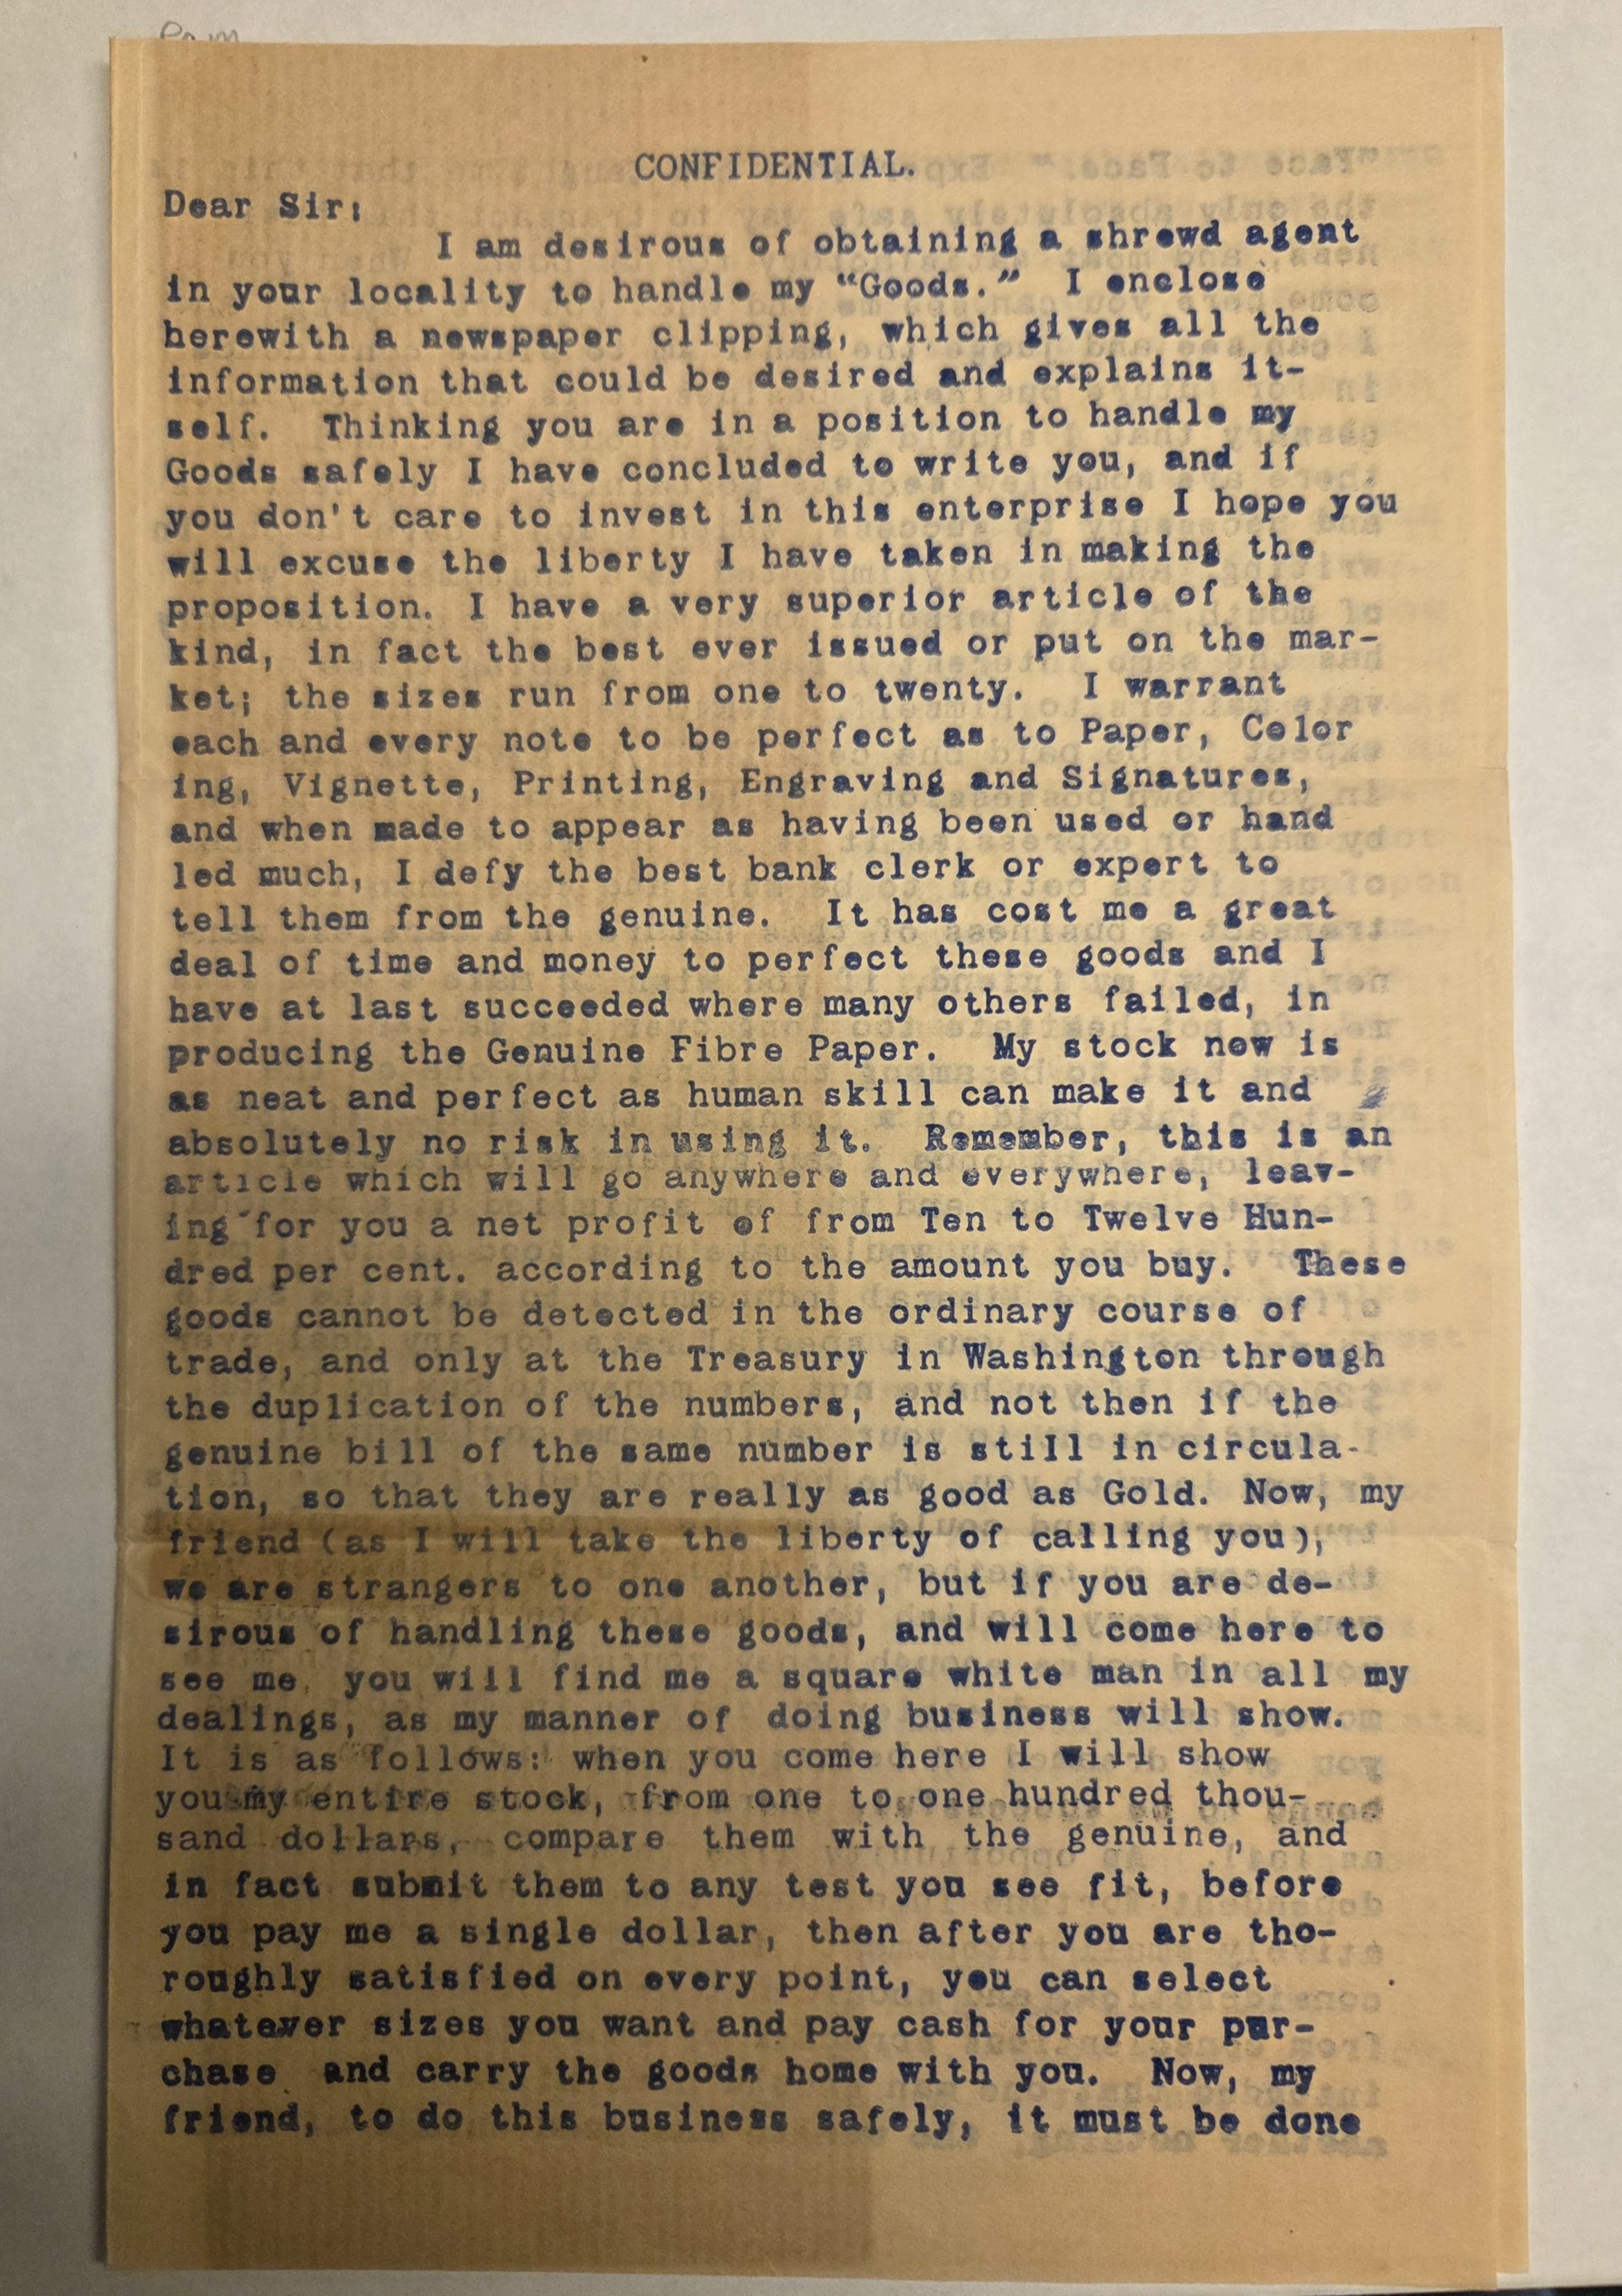 CONFIDENTIAL.
Dear Sir:
I am desirous of obtaining a shrewd agent
in your locality to handle my “Goods.” I enclose
herewith a newspaper clipping, which gives all the
information that could be desired and explains it-
self. Thinking you are in a position to handle my
Goods safely I have concluded to write you, and if
you don't care to invest in this enterprise I hope you
will excuse the liberty I have taken in making the
proposition. I have a very superior article of the
kind, in fact the best ever issued or put on the mar-
ket; the sizes run from one to twenty. I warrant
each and every note to be perfect as to Paper, Color
ing, Vignette, Printing, Engraving and Signatures,
and when made to appear as having been used or hand
led much, I defy the best bank clerk or expert to
tell them from the genuine. It has cost me a great
deal of time and money to perfect these goods and I
have at last succeeded where many others failed, in
producing the Genuine Fibre Paper. My stock now is
as neat and perfect as human skill can make it and
absolutely no risk in using it. Remember, this is an
article which will go anywhere and everywhere, leav-
ing for you a net profit of from Ten to Twelve Hun-
dred per cent. according to the amount you buy. These
goods cannot be detected in the ordinary course of
trade, and only at the Treasury in Washington through
the duplication of the numbers, and not then if the
genuine bill of the same number is still in circula-
tion, so that they are really as good as Gold. Now, my
friend (as I will take the liberty of calling you),
we are strangers to one another, but if you are de-
sirous of handling these goods, and will come here to
see me, you will find me a square white man in all my
dealings, as my manner of doing business will show.
It is as follows: when you come here I will show
you my entire stock, from one to one hundred thou-
sand dollars, compare them with the genuine, and
in fact submit them to any test you see fit, before
you pay me a single dollar, then after you are tho-
roughly satisfied on every point, you can select
whatever sizes you want and pay cash for your pur-
chase and carry the goods home with you. Now, my
friend, to do this business safely, it must be done